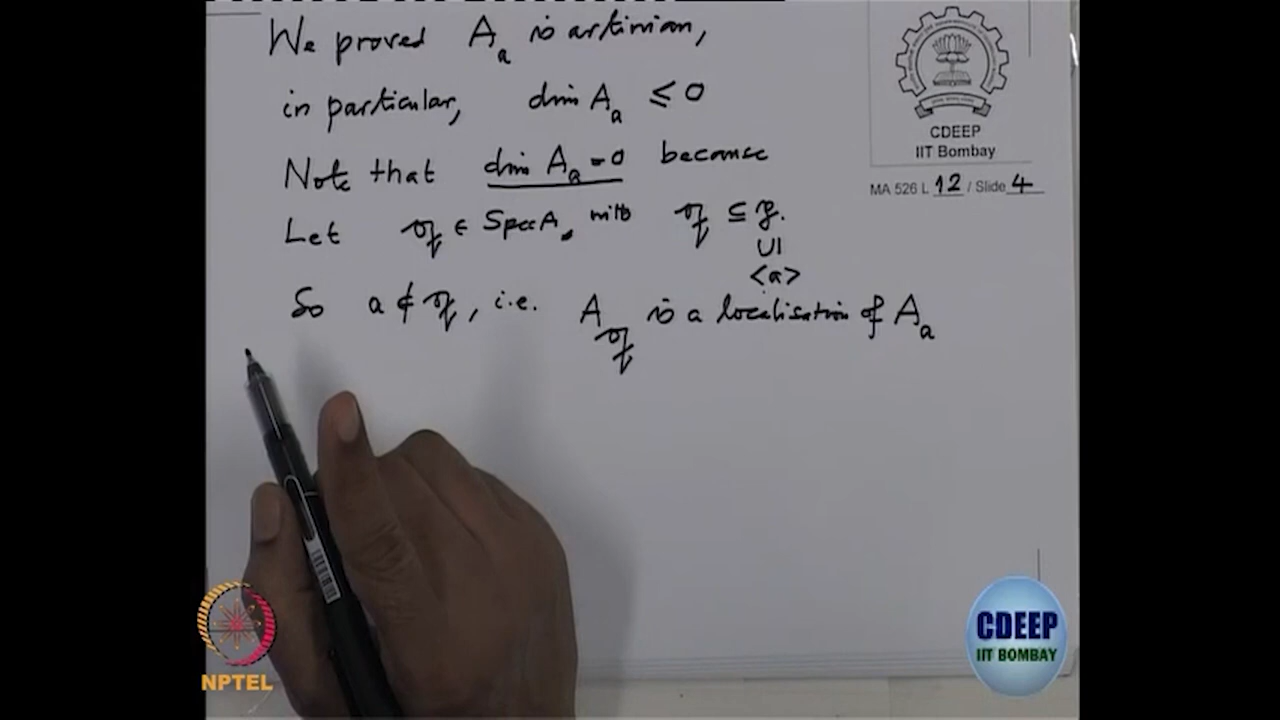 We proved A_a is artinian,
in particular, dim A_a ≤ 0
Note that dim A_a = 0 because
Let 𝔮 ∈ Spec A, with 𝔮 ⊆ 𝔭.
∪|
<a>
So a ∉ 𝔮, i.e. A_𝔮 is a localisation of A_a
CDEEP
IIT Bombay
MA 526 L 12 / Slide 4
NPTEL
CDEEP
IIT BOMBAY